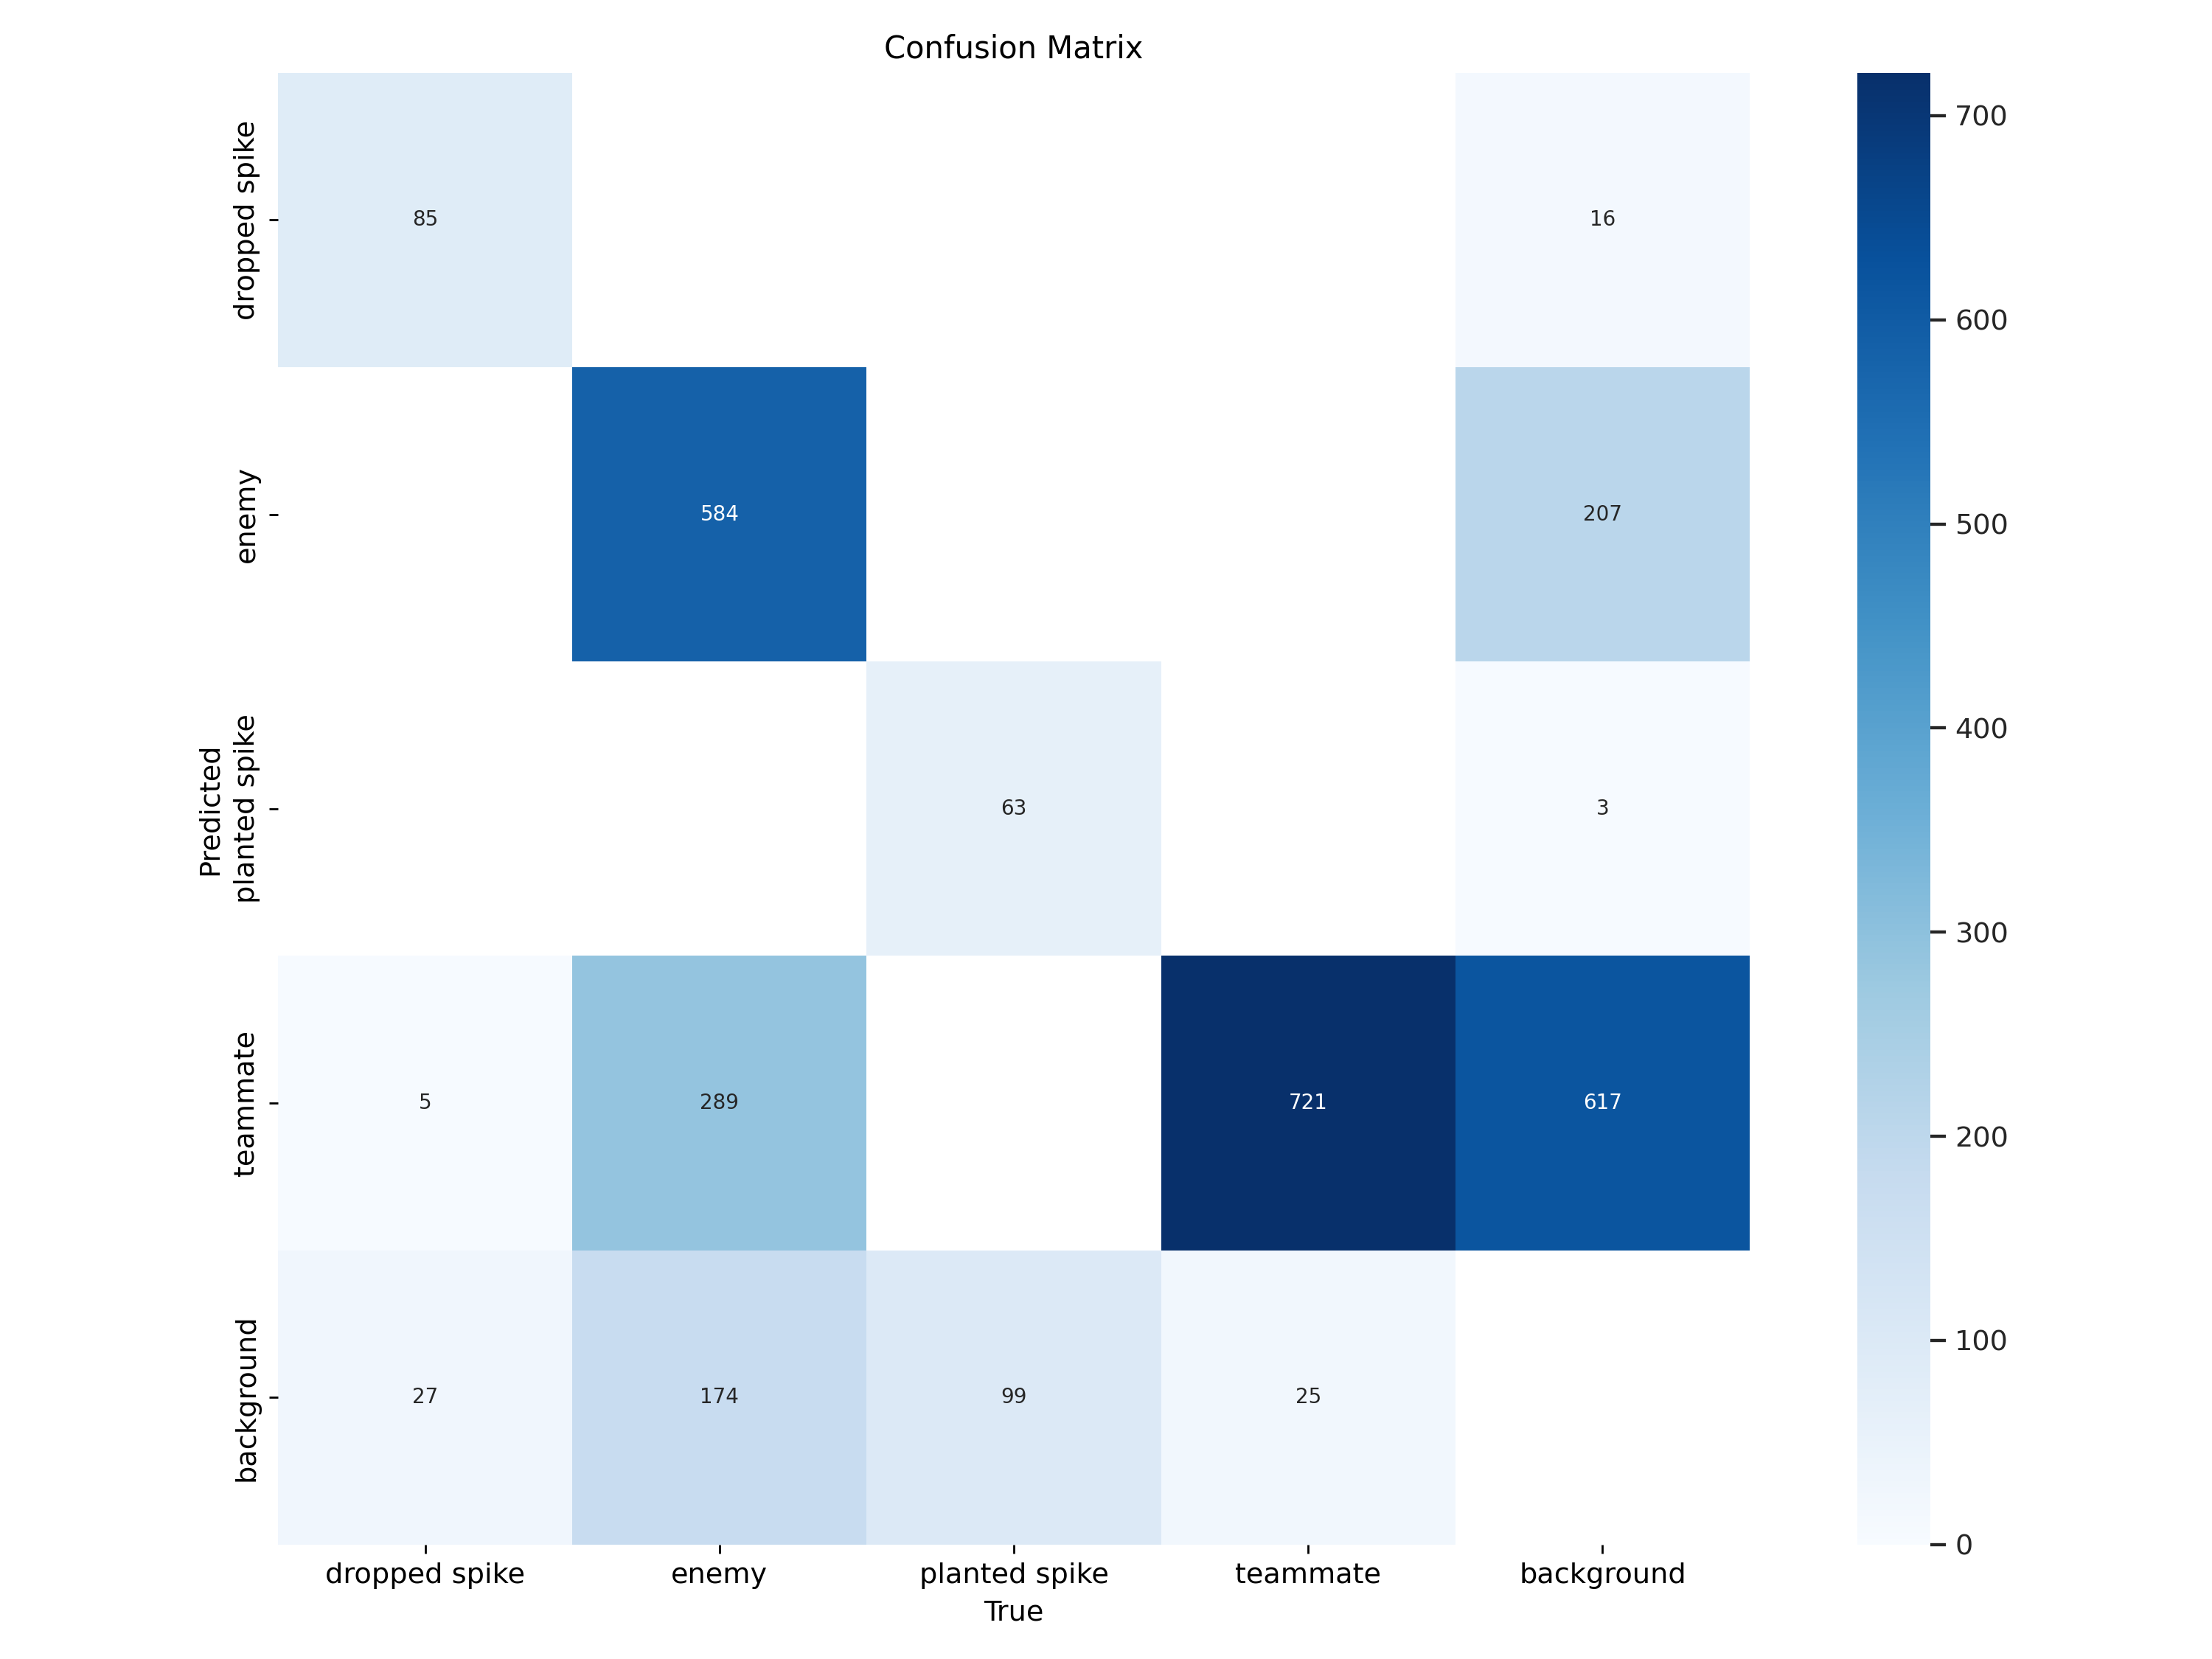 Confusion Matrix
dropped spike
enemy
planted spike
teammate
background
Predicted
85
16
584
207
63
3
5
289
721
617
27
174
99
25
dropped spike
enemy
planted spike
teammate
background
True
700
600
500
400
300
200
100
0